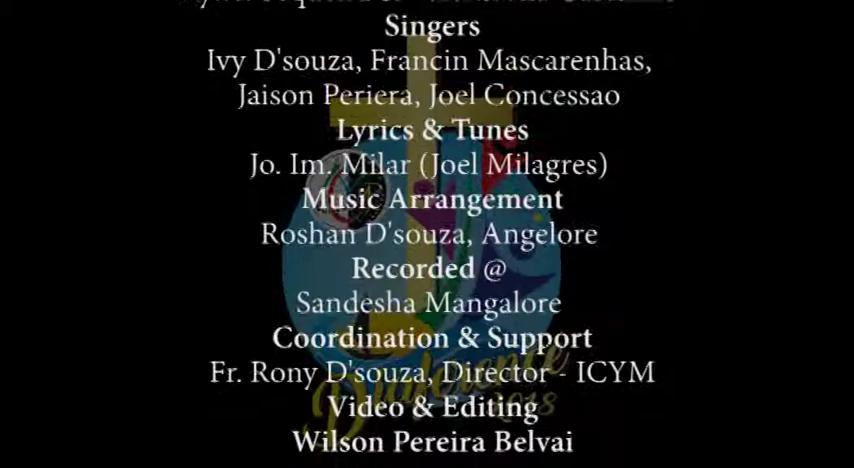 Singers
Ivy D'souza, Francin Mascarenhas,
Jaison Periera, Joel Concessao
Lyrics & Tunes
Jo. Im. Milar (Joel Milagres)
Music Arrangement
Roshan D'souza, Angelore
Recorded @
Sandesha Mangalore
Coordination & Support
Fr. Rony D'souza, Director - ICYM
Video & Editing
2018
Wilson Pereira Belvai